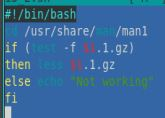 #!/bin/bash
cd /usr/share/man/man1
if (test -f $1.1.gz)
then less $1.1.gz
else echo "Not working"
fi